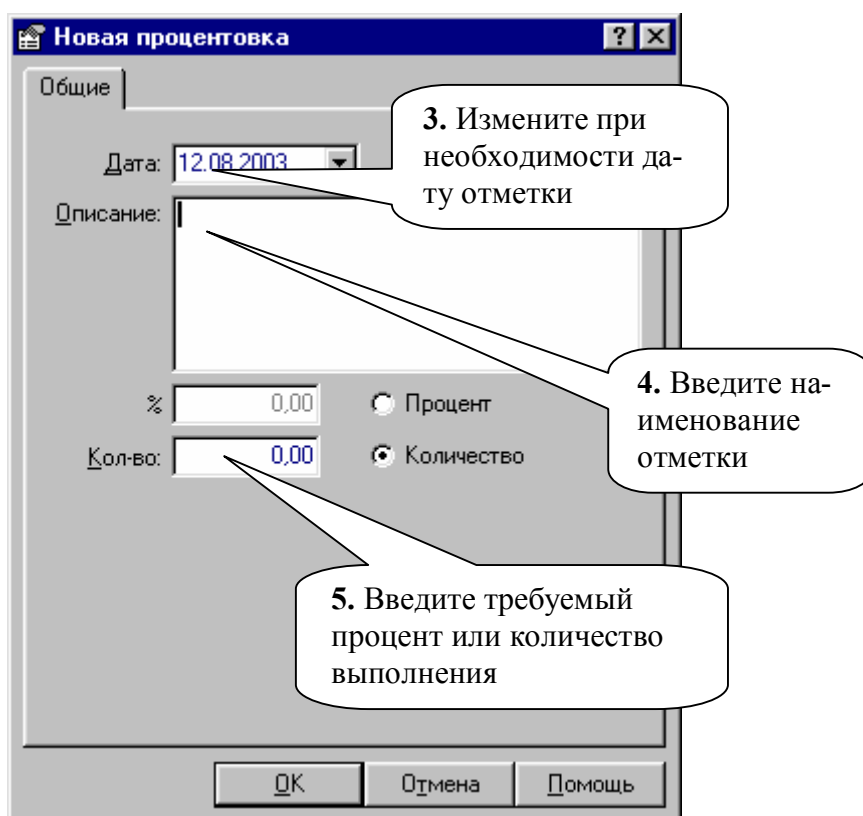 Новая процентовка
Общие
3. Измените при
необходимости да-
ту отметки
Дата: 12.08.2003
Описание:
4. Введите на-
именование
отметки
% 0,00 Процент
Кол-во: 0,00 Количество
5. Введите требуемый
процент или количество
выполнения
OK Отмена Помощь